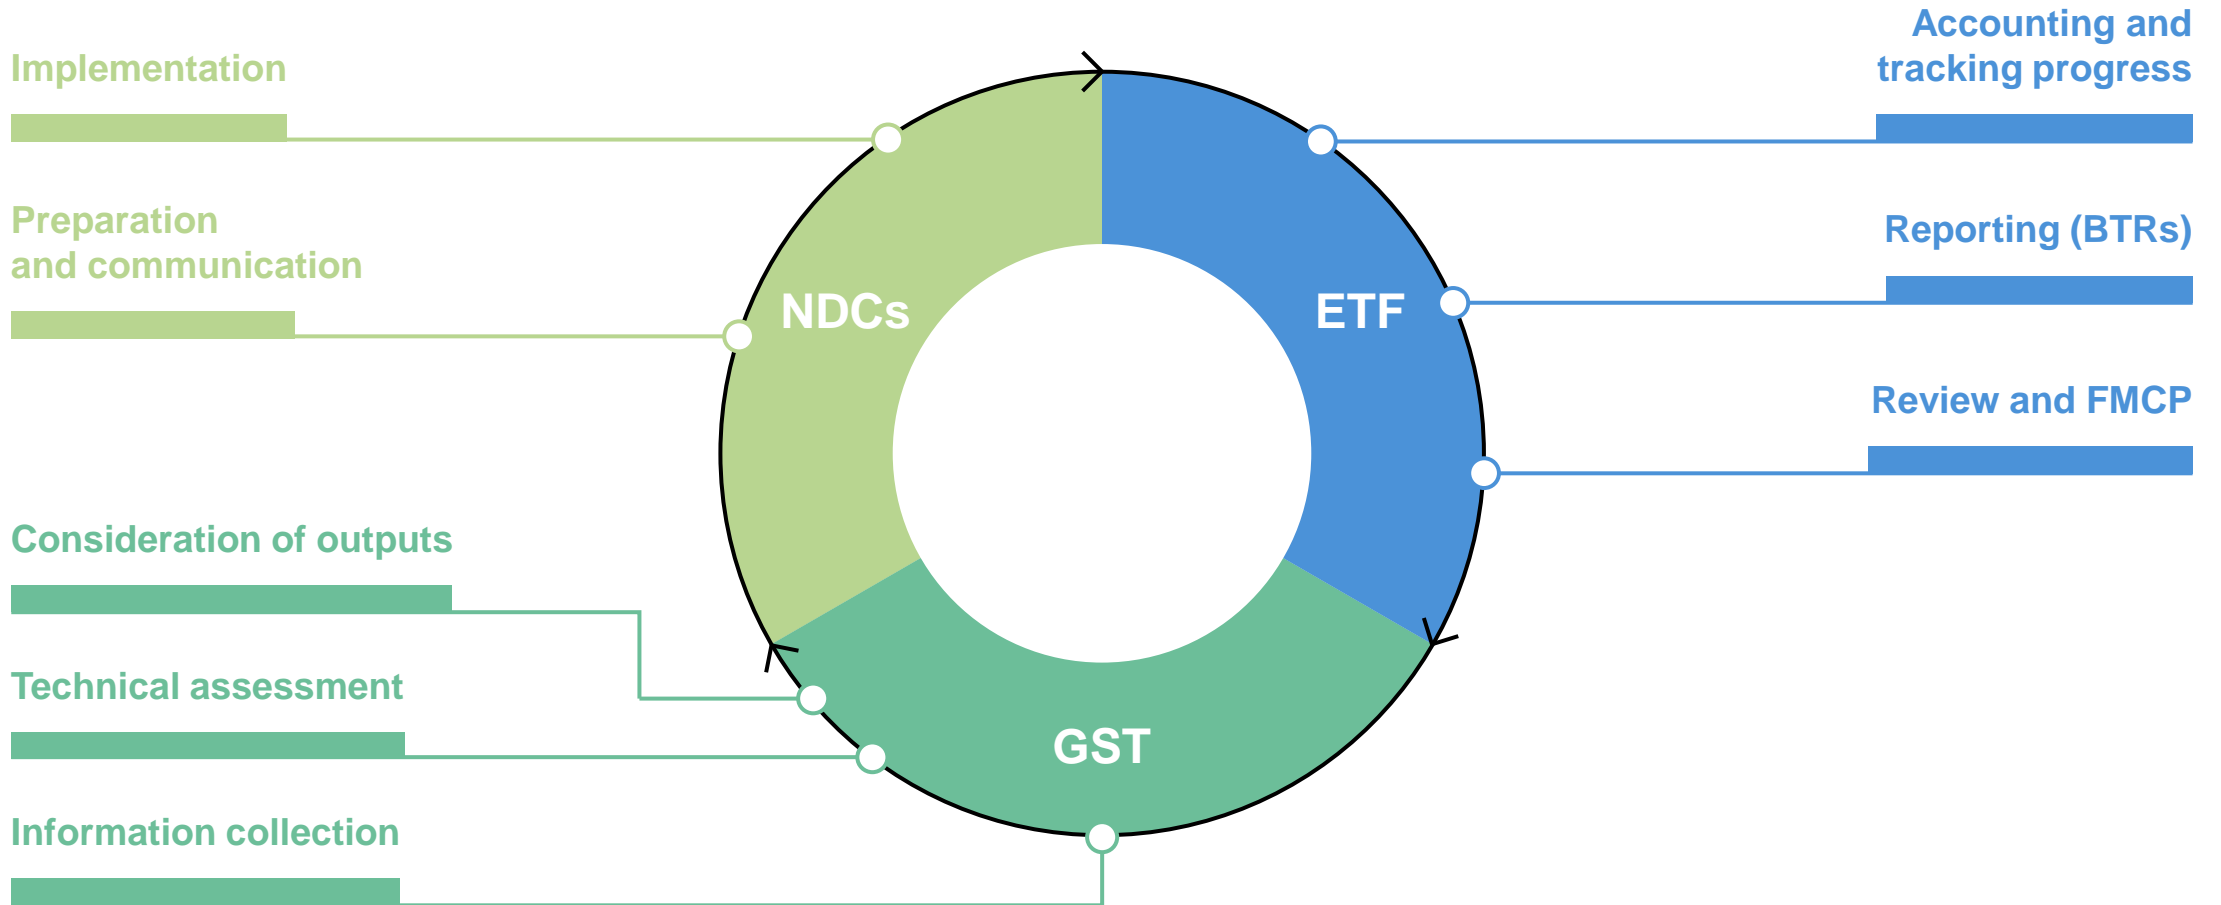 Implementation
Preparation
and communication
Consideration of outputs
Technical assessment
Information collection
NDCs
ETF
GST
Accounting and
tracking progress
Reporting (BTRs)
Review and FMCP